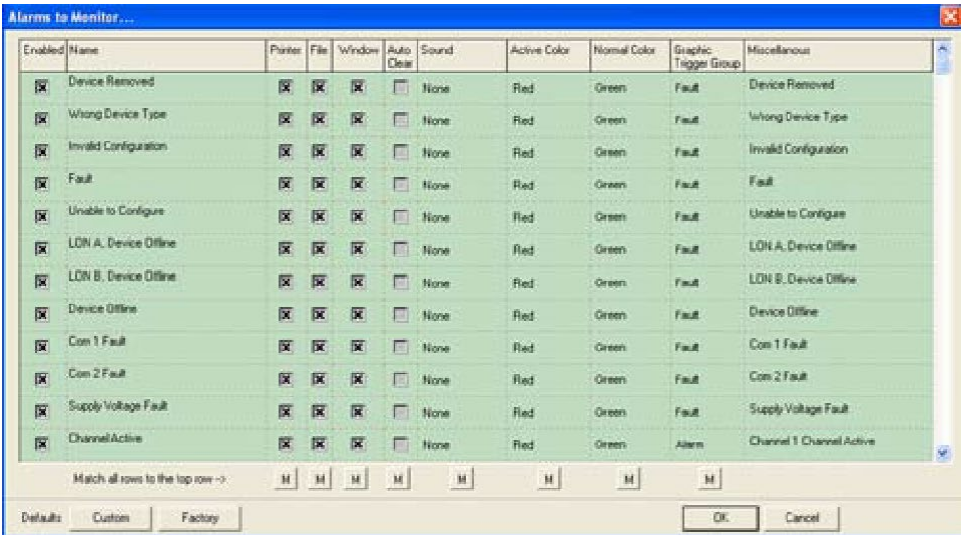 Alarms to Monitor...
Enabled Name Printer File Window Auto Clear Sound Active Color Normal Color Graphic Trigger Group Miscellanous
Device Removed None Red Green Fault Device Removed
Wrong Device Type None Red Green Fault Wrong Device Type
Invalid Configuration None Red Green Fault Invalid Configuration
Fault None Red Green Fault Fault
Unable to Configure None Red Green Fault Unable to Configure
LON A, Device Offline None Red Green Fault LON A, Device Offline
LON B, Device Offline None Red Green Fault LON B, Device Offline
Device Offline None Red Green Fault Device Offline
Com 1 Fault None Red Green Fault Com 1 Fault
Com 2 Fault None Red Green Fault Com 2 Fault
Supply Voltage Fault None Red Green Fault Supply Voltage Fault
Channel Active None Red Green Alarm Channel 1 Channel Active
Match all rows to the top row -> M M M M M M M M
Defaults Custom Factory OK Cancel